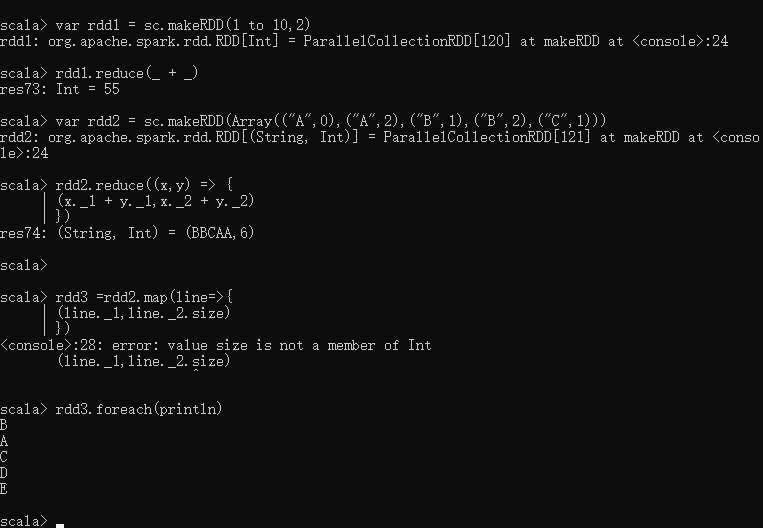 scala> var rdd1 = sc.makeRDD(1 to 10,2)
rdd1: org.apache.spark.rdd.RDD[Int] = ParallelCollectionRDD[120] at makeRDD at <console>:24
scala> rdd1.reduce(_ + _)
res73: Int = 55
scala> var rdd2 = sc.makeRDD(Array(("A",0),("A",2),("B",1),("B",2),("C",1)))
rdd2: org.apache.spark.rdd.RDD[(String, Int)] = ParallelCollectionRDD[121] at makeRDD at <conso
le>:24
scala> rdd2.reduce((x,y) => {
| (x._1 + y._1,x._2 + y._2)
| })
res74: (String, Int) = (BBCAA,6)
scala>
scala> rdd3 =rdd2.map(line=>{
| (line._1,line._2.size)
| })
<console>:28: error: value size is not a member of Int
(line._1,line._2.size)
^
scala> rdd3.foreach(println)
B
A
C
D
E
scala>